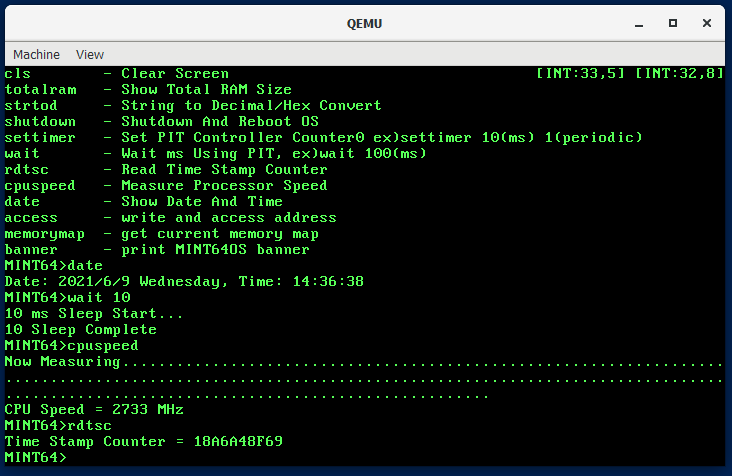 QEMU
Machine View
cls        - Clear Screen                                  [INT:33,5] [INT:32,8]
totalram   - Show Total RAM Size
strtod     - String to Decimal/Hex Convert
shutdown   - Shutdown And Reboot OS
settimer   - Set PIT Controller Counter0 ex)settimer 10(ms) 1(periodic)
wait       - Wait ms Using PIT, ex)wait 100(ms)
rdtsc      - Read Time Stamp Counter
cpuspeed   - Measure Processor Speed
date       - Show Date And Time
access     - write and access address
memorymap  - get current memory map
banner     - print MINT64OS banner
MINT64>date
Date: 2021/6/9 Wednesday, Time: 14:36:38
MINT64>wait 10
10 ms Sleep Start...
10 Sleep Complete
MINT64>cpuspeed
Now Measuring...................................................................
................................................................................
......................................................
CPU Speed = 2733 MHz
MINT64>rdtsc
Time Stamp Counter = 18A6A48F69
MINT64>